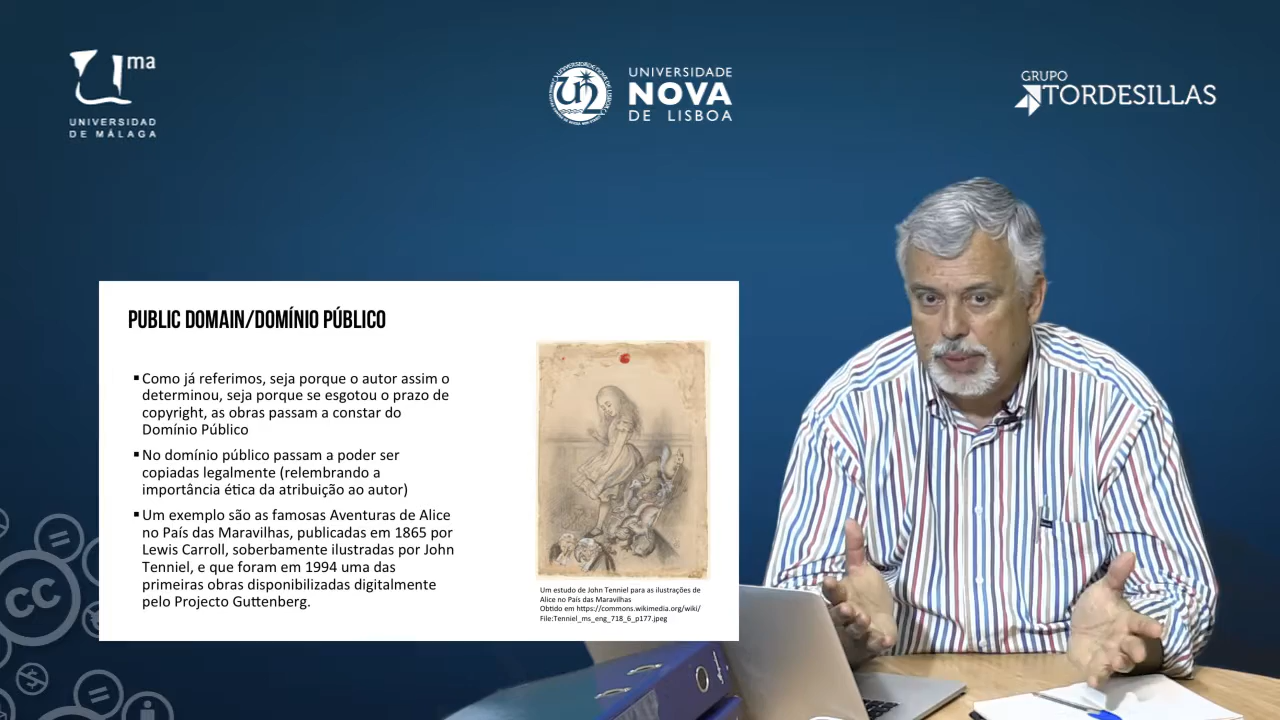 ma
UNIVERSIDAD
DE MÁLAGA
UNIVERSIDADE
NOVA
DE LISBOA
GRUPO
TORDESILLAS
PUBLIC DOMAIN/DOMÍNIO PÚBLICO
Como já referimos, seja porque o autor assim o
determinou, seja porque se esgotou o prazo de
copyright, as obras passam a constar do
Domínio Público
No domínio público passam a poder ser
copiadas legalmente (relembrando a
importância ética da atribuição ao autor)
Um exemplo são as famosas Aventuras de Alice
no País das Maravilhas, publicadas em 1865 por
Lewis Carroll, soberbamente ilustradas por John
Tenniel, e que foram em 1994 uma das
primeiras obras disponibilizadas digitalmente
pelo Projecto Guttenberg.
Um estudo de John Tenniel para as ilustrações de
Alice no País das Maravilhas
Obtido em https://commons.wikimedia.org/wiki/
File:Tenniel_ms_eng_718_6_p177.jpeg
cc